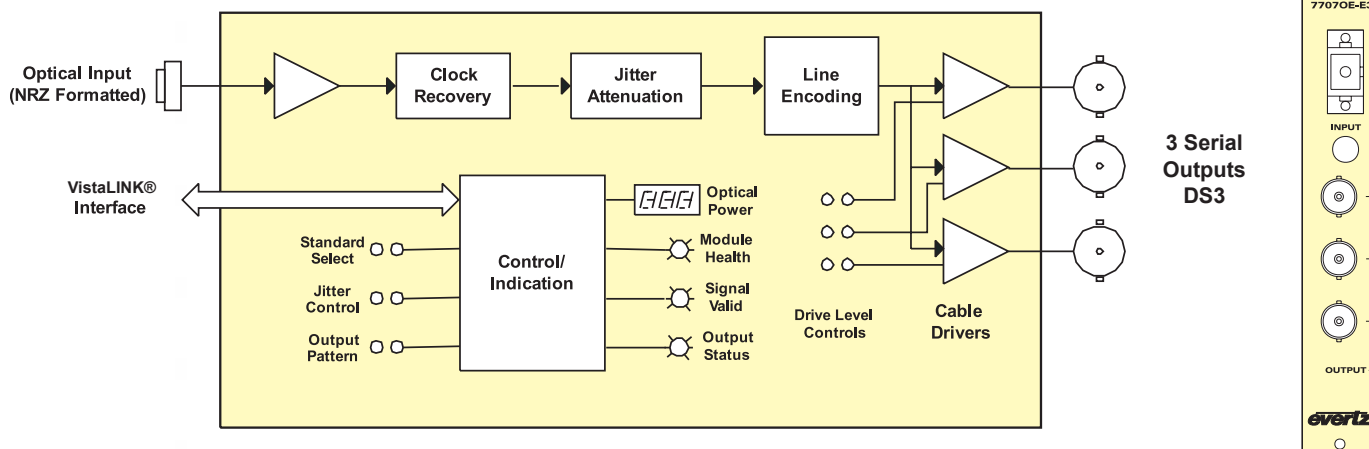 Optical Input
(NRZ Formatted)
Clock
Recovery
Jitter
Attenuation
Line
Encoding
3 Serial
Outputs
DS3
VistaLINK®
Interface
Control/
Indication
Optical
Power
Standard
Select
Module
Health
Jitter
Control
Signal
Valid
Output
Pattern
Output
Status
Drive Level
Controls
Cable
Drivers
7707OE-E3
INPUT
OUTPUT
evertz